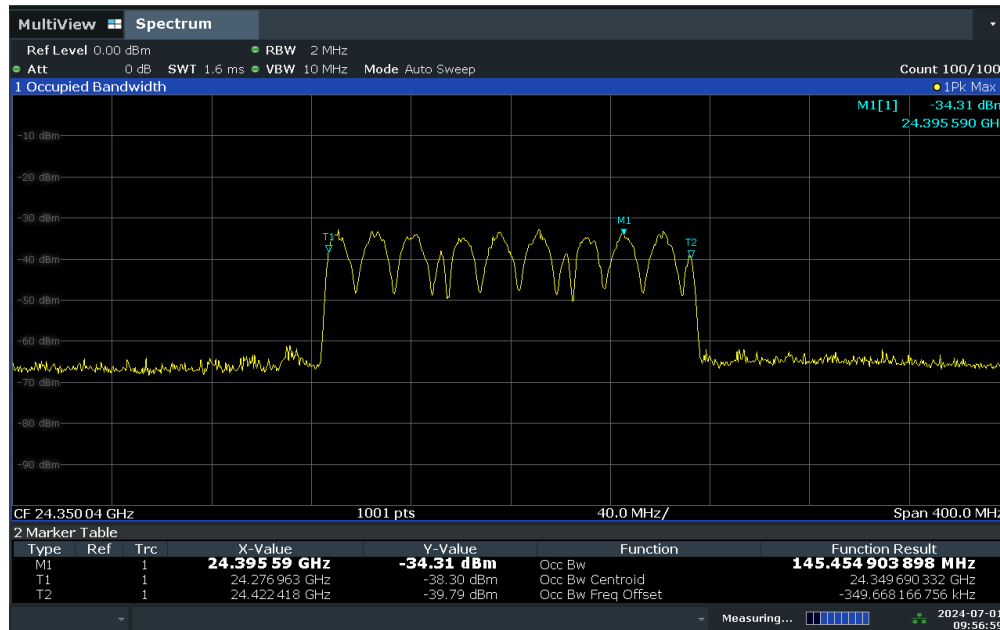 MultiView Spectrum
Ref Level 0.00 dBm RBW 2 MHz
Att 0 dB SWT 1.6 ms VBW 10 MHz Mode Auto Sweep Count 100/100
1 Occupied Bandwidth 1Pk Max
M1[1] -34.31 dBm
24.395 590 GH
-10 dBm
-20 dBm
-30 dBm
M1
T1
T2
-40 dBm
-50 dBm
-60 dBm
-70 dBm
-80 dBm
-90 dBm
CF 24.350 04 GHz 1001 pts 40.0 MHz/ Span 400.0 MHz
2 Marker Table
Type Ref Trc X-Value Y-Value Function Function Result
M1 1 24.395 59 GHz -34.31 dBm Occ Bw 145.454 903 898 MHz
T1 1 24.276 963 GHz -38.30 dBm Occ Bw Centroid 24.349 690 332 GHz
T2 1 24.422 418 GHz -39.79 dBm Occ Bw Freq Offset -349.668 166 756 kHz
Measuring... 2024-07-01
09:56:59